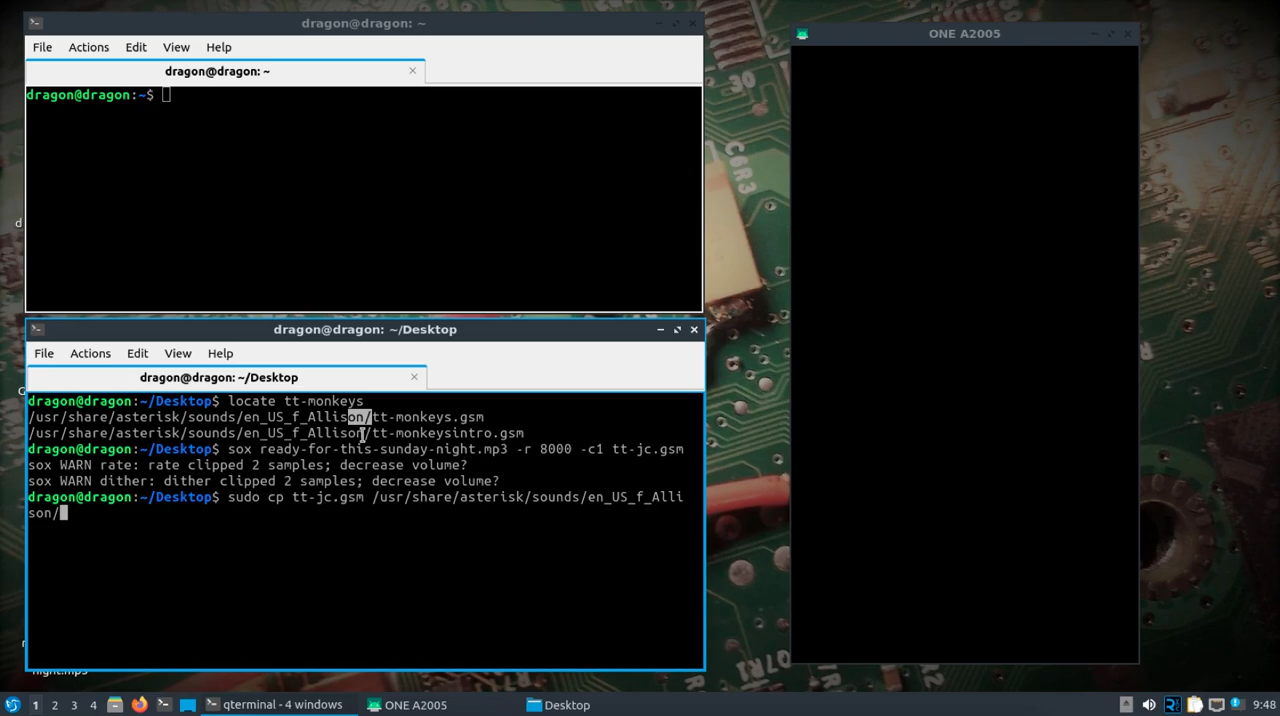 dragon@dragon: ~
File Actions Edit View Help
dragon@dragon: ~
dragon@dragon:~$
ONE A2005
dragon@dragon: ~/Desktop
File Actions Edit View Help
dragon@dragon: ~/Desktop
dragon@dragon:~/Desktop$ locate tt-monkeys
/usr/share/asterisk/sounds/en_US_f_Allison/tt-monkeys.gsm
/usr/share/asterisk/sounds/en_US_f_Allison/tt-monkeysintro.gsm
dragon@dragon:~/Desktop$ sox ready-for-this-sunday-night.mp3 -r 8000 -c1 tt-jc.gsm
sox WARN rate: rate clipped 2 samples; decrease volume?
sox WARN dither: dither clipped 2 samples; decrease volume?
dragon@dragon:~/Desktop$ sudo cp tt-jc.gsm /usr/share/asterisk/sounds/en_US_f_Alli
son/
1 2 3 4 qterminal - 4 windows ONE A2005 Desktop 9:48